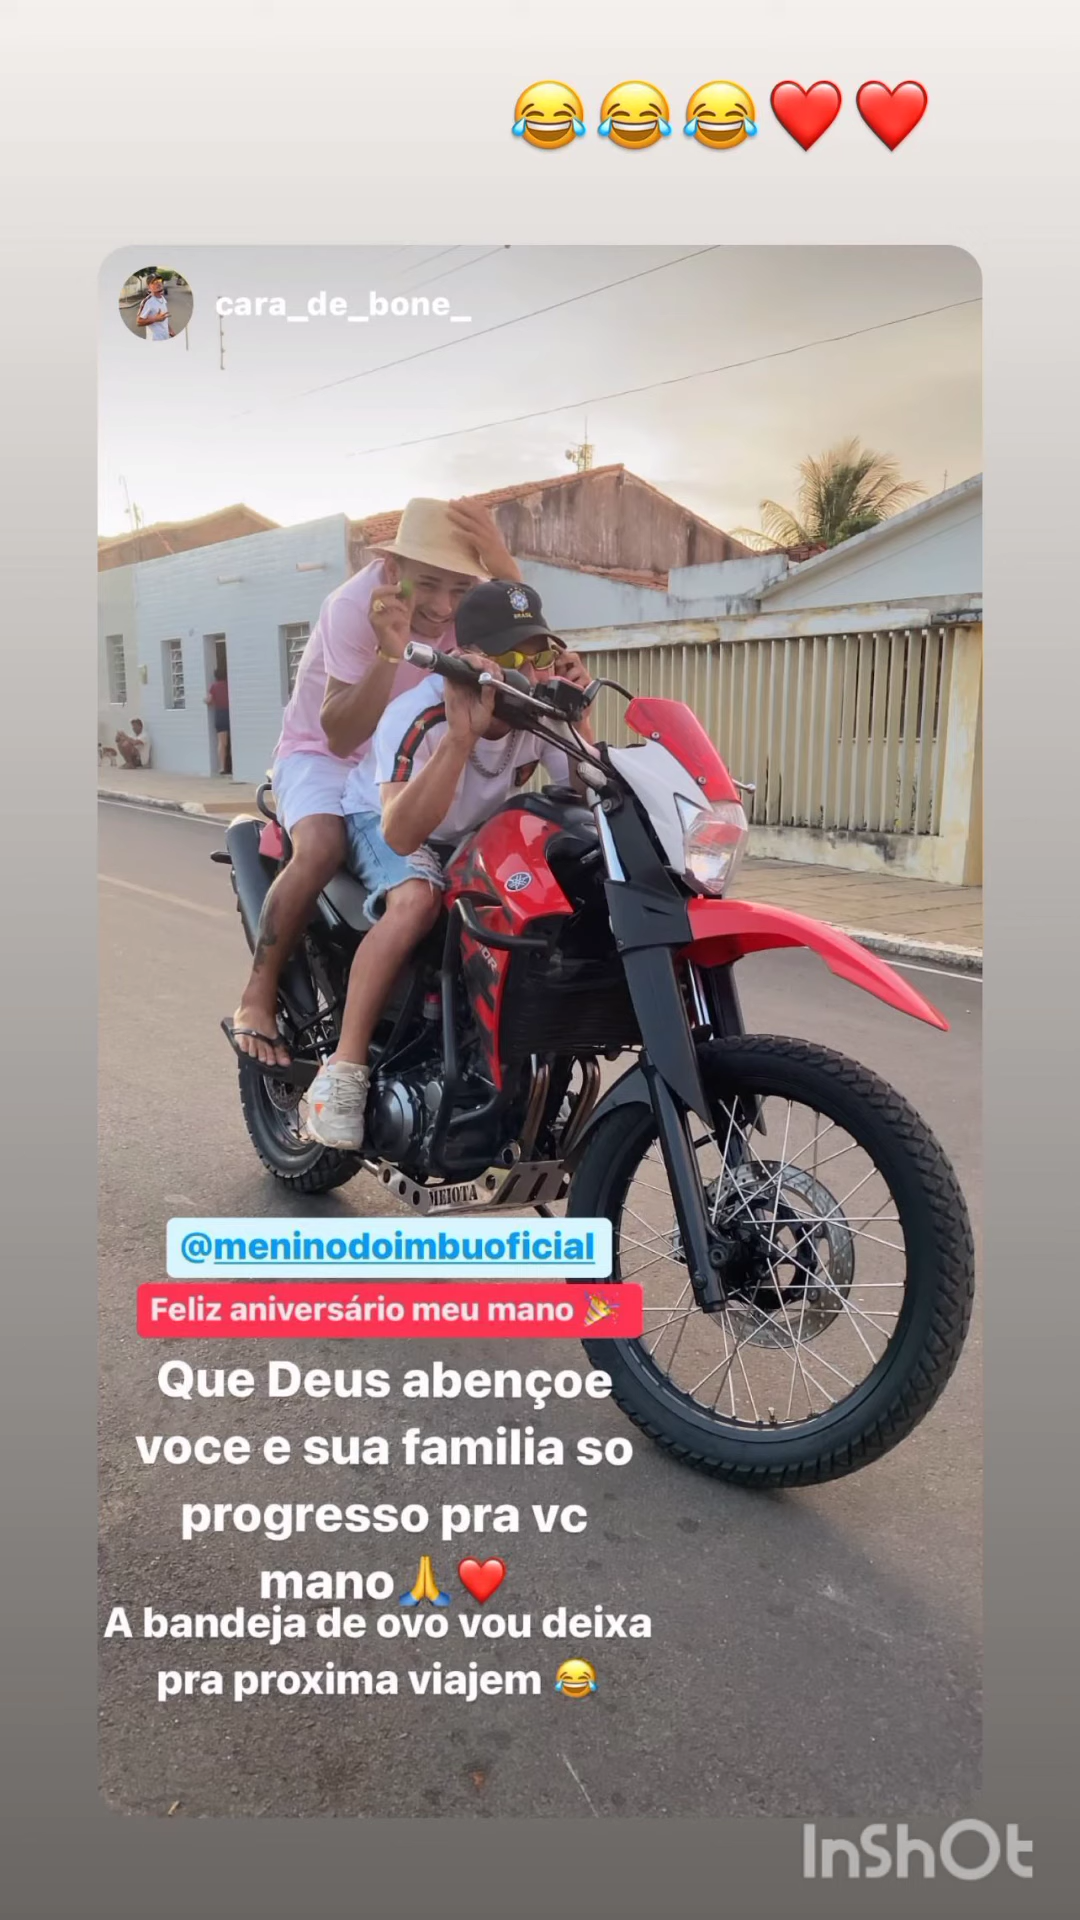 😂😂😂❤️❤️
cara_de_bone_
BRASIL
MEIOTA
@meninodoimbuoficial
Feliz aniversário meu mano 🎉
Que Deus abençoe
voce e sua familia so
progresso pra vc
mano🙏❤️
A bandeja de ovo vou deixa
pra proxima viajem 😂
InShOt